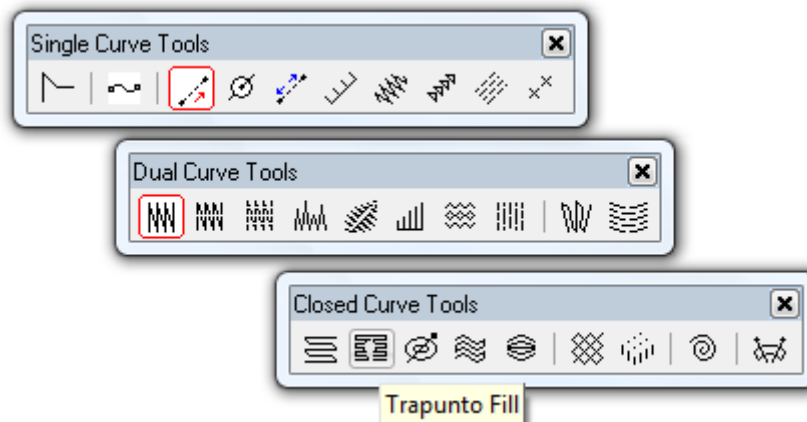 Single Curve Tools
Dual Curve Tools
Closed Curve Tools
Trapunto Fill